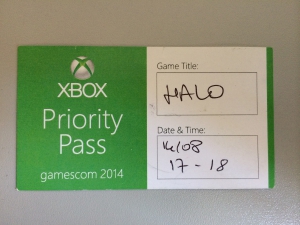 XBOX
Priority
Pass
gamescom 2014
Game Title:
HALO
Date & Time:
14/08
17-18